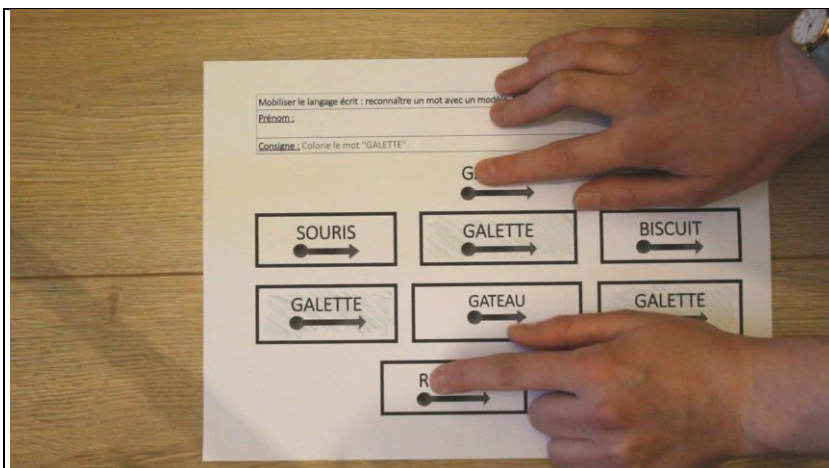 Mobiliser le langage écrit : reconnaître un mot avec un modèle
Prénom :
Consigne : Colorie le mot "GALETTE".
G
SOURIS GALETTE BISCUIT
GALETTE GATEAU GALETTE
R